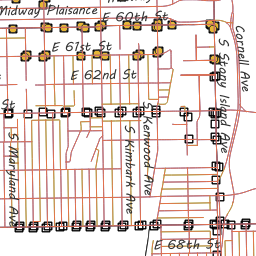 Midway Plaisance
E 60th St
E 61st St
E 62nd St
St
S Maryland Ave
S Kimbark Ave
S Kenwood Ave
S Stony Island Ave
Cornell Ave
E 68th St